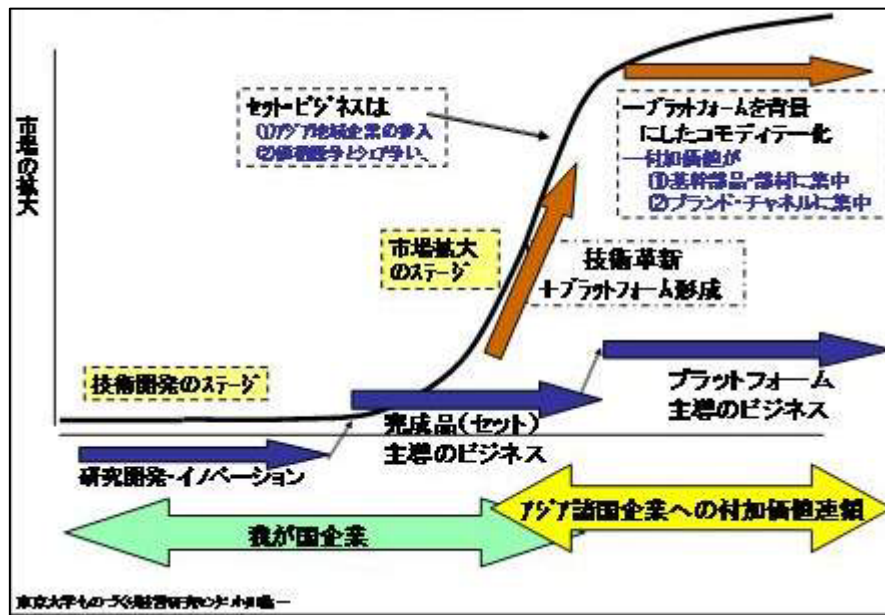 市場の拡大
セット・ビジネスは
(1)アジア地域企業の参入
(2)価格競争とシェア争い、
―プラットフォームを背景
にしたコモディティー化
―付加価値が
(1)基幹部品・部材に集中
(2)ブランド・チャネルに集中
市場拡大
のステージ
技術革新
＋プラットフォーム形成
技術開発のステージ
プラットフォーム
主導のビジネス
完成品(セット)
主導のビジネス
研究開発・イノベーション
アジア諸国企業への付加価値連鎖
我が国企業
東京大学ものづくり経営研究センター